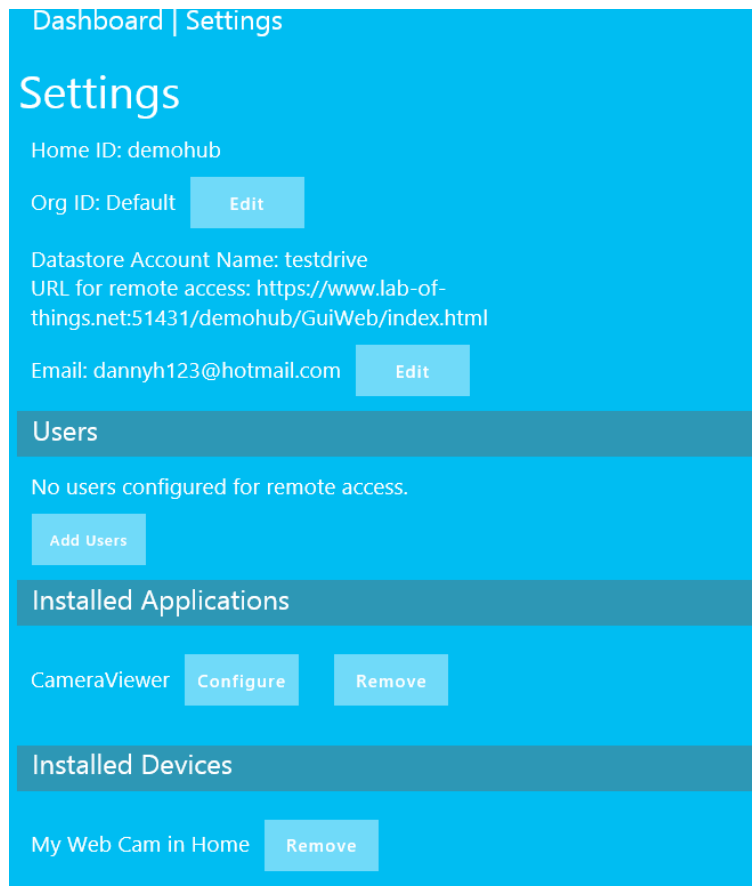 Dashboard | Settings
Settings
Home ID: demohub
Org ID: Default Edit
Datastore Account Name: testdrive
URL for remote access: https://www.lab-of-
things.net:51431/demohub/GuiWeb/index.html
Email: dannyh123@hotmail.com Edit
Users
No users configured for remote access.
Add Users
Installed Applications
CameraViewer Configure Remove
Installed Devices
My Web Cam in Home Remove